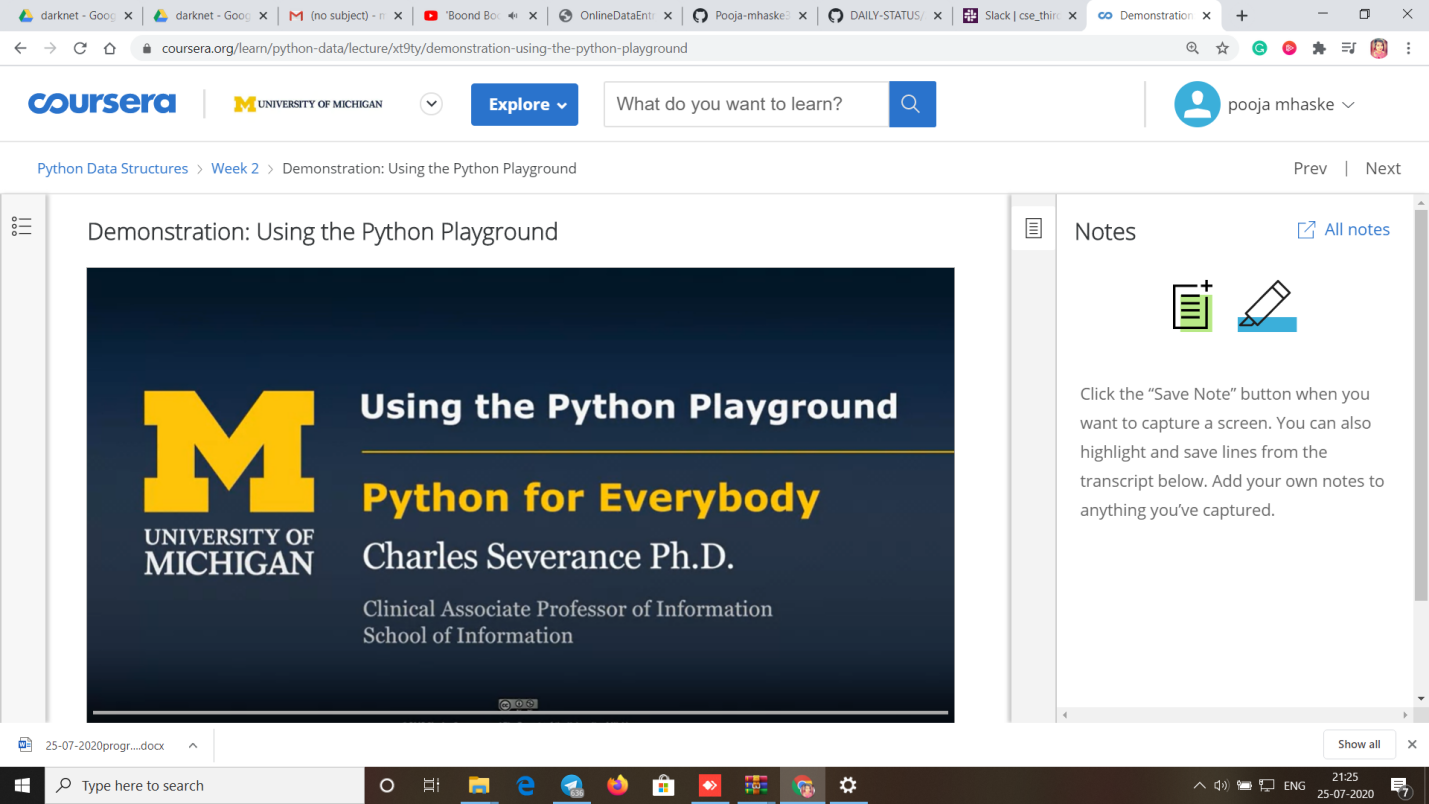 darknet - Goog
darknet - Goog
(no subject) - m
"Boond Boo
OnlineDataEntr
Pooja-mhaske3
DAILY-STATUS/
Slack | cse_third
Demonstration
coursera.org/learn/python-data/lecture/xt9ty/demonstration-using-the-python-playground
coursera
UNIVERSITY OF MICHIGAN
Explore
What do you want to learn?
pooja mhaske
Python Data Structures > Week 2 > Demonstration: Using the Python Playground
Prev | Next
Demonstration: Using the Python Playground
Using the Python Playground
Python for Everybody
UNIVERSITY OF
MICHIGAN
Charles Severance Ph.D.
Clinical Associate Professor of Information
School of Information
Notes
All notes
Click the “Save Note” button when you
want to capture a screen. You can also
highlight and save lines from the
transcript below. Add your own notes to
anything you’ve captured.
25-07-2020progr....docx
Show all
Type here to search
636
ENG
21:25
25-07-2020
7